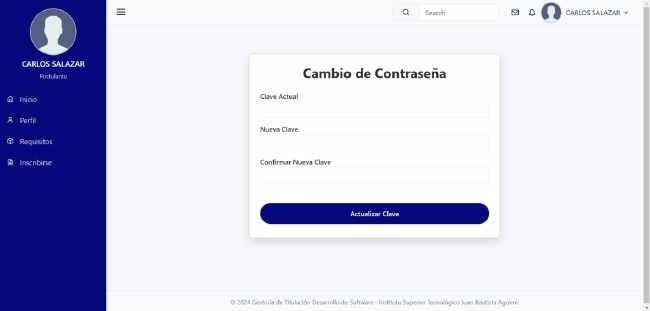 Search
CARLOS SALAZAR
CARLOS SALAZAR
Postulante
Inicio
Perfil
Requisitos
Inscribirse
Cambio de Contraseña
Clave Actual
Nueva Clave
Confirmar Nueva Clave
Actualizar Clave
© 2024 Gestoría de Titulación Desarrollo de Software - Instituto Superior Tecnológico Juan Bautista Aguirre